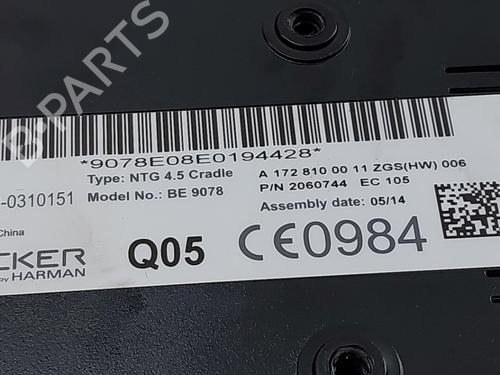 B-PARTS
*9078E08E0194428*
Type: NTG 4.5 Cradle
A 172 810 00 11 ZGS(HW) 006
-0310151
Model No.: BE 9078
P/N 2060744 EC 105
Assembly date: 05/14
China
CKER
by HARMAN
Q05
CE0984